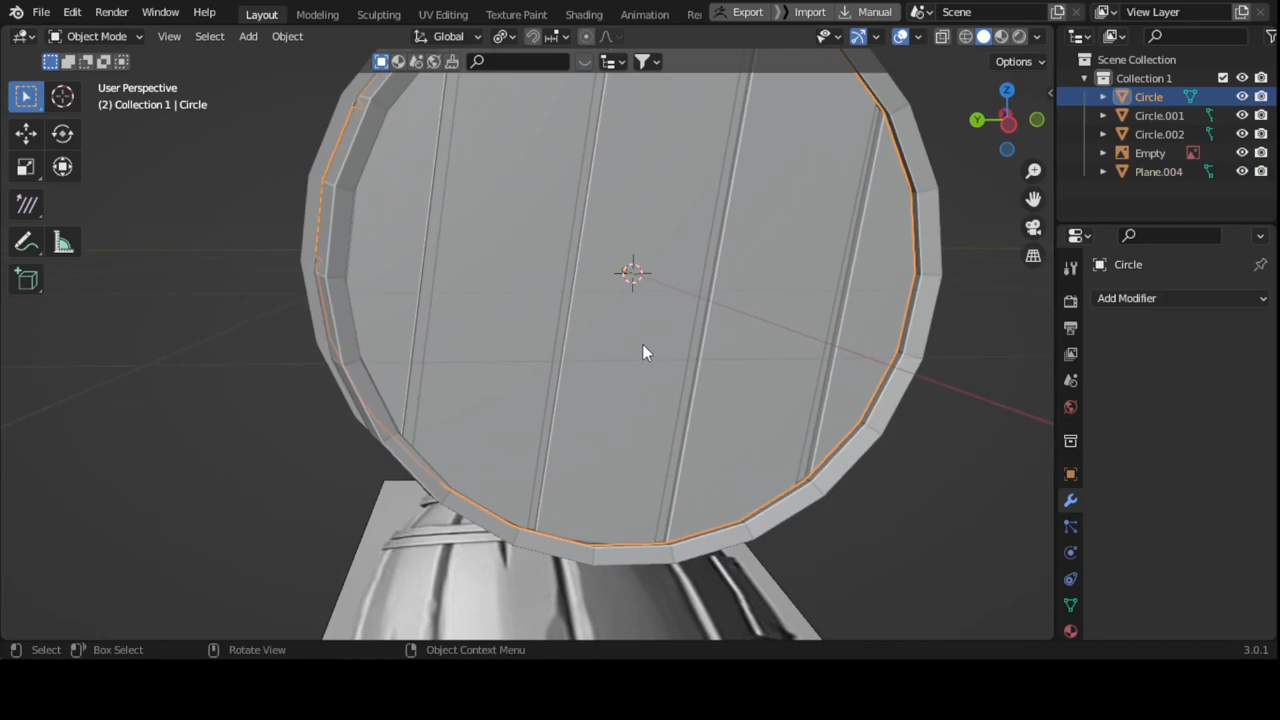 File Edit Render Window Help Layout Modeling Sculpting UV Editing Texture Paint Shading Animation Re Export Import Manual Scene View Layer
Object Mode View Select Add Object Global
Options
User Perspective
(2) Collection 1 | Circle
Z
Y
Scene Collection
Collection 1
Circle
Circle.001
Circle.002
Empty
Plane.004
Circle
Add Modifier
Select Box Select Rotate View Object Context Menu 3.0.1